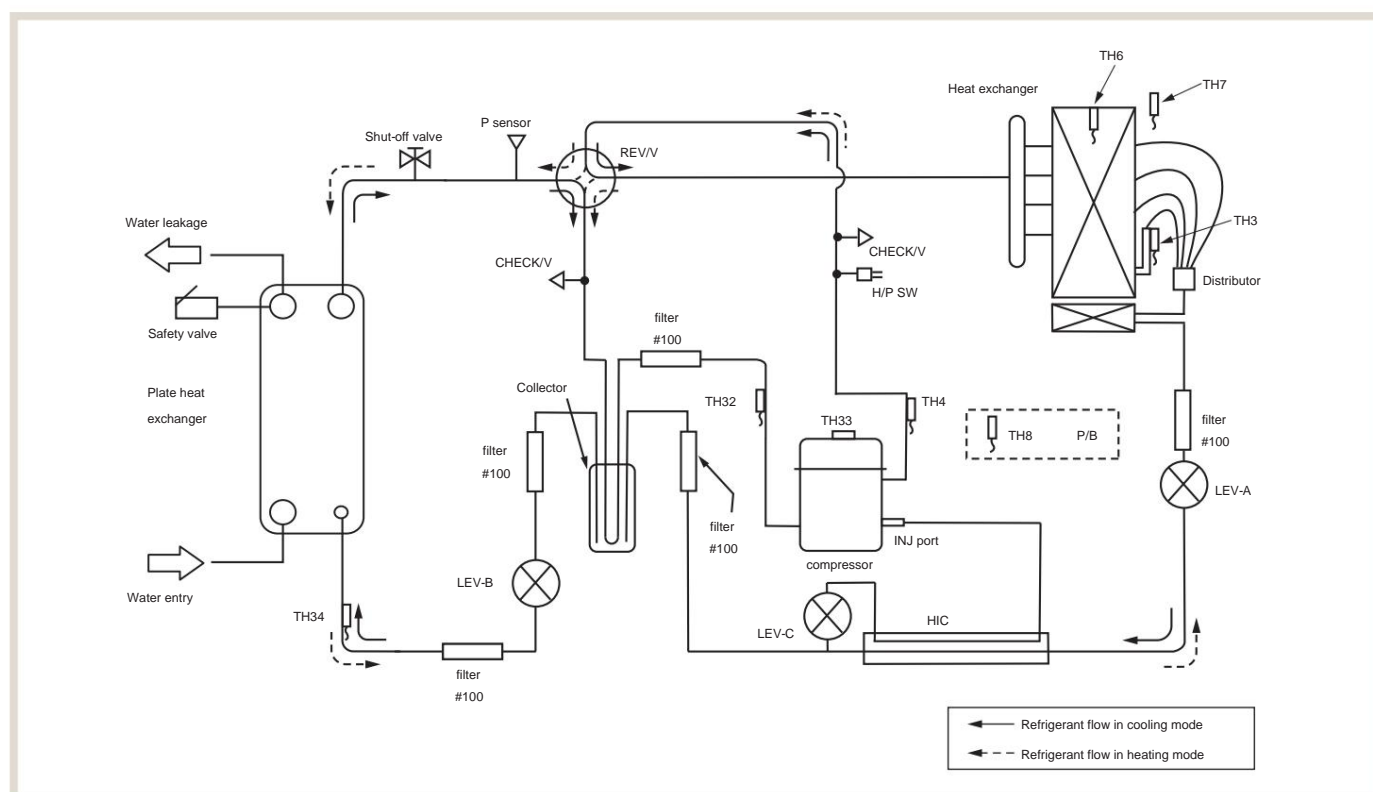 TH6
Heat exchanger
TH7
P sensor
Shut-off valve
REV/V
Water leakage
TH3
CHECK/V
CHECK/V
H/P SW
Distributor
Safety valve
filter
#100
Plate heat
exchanger
Collector
TH32
TH4
TH33
TH8
P/B
filter
#100
filter
#100
LEV-A
filter
#100
INJ port
compressor
LEV-B
Water entry
TH34
LEV-C
HIC
filter
#100
Refrigerant flow in cooling mode
Refrigerant flow in heating mode